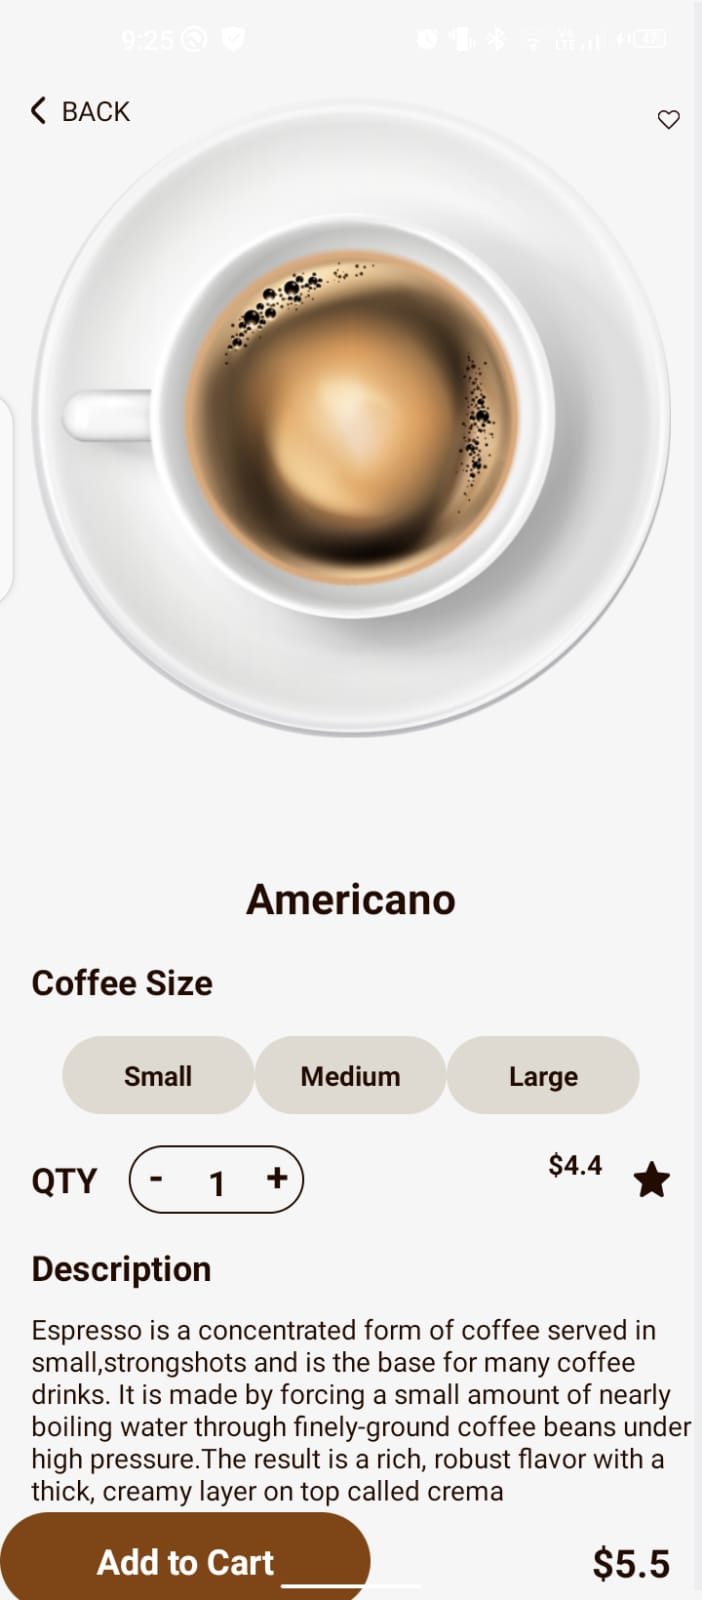 9:25
BACK
Americano
Coffee Size
Small Medium Large
QTY - 1 + $4.4
Description
Espresso is a concentrated form of coffee served in
small,strongshots and is the base for many coffee
drinks. It is made by forcing a small amount of nearly
boiling water through finely-ground coffee beans under
high pressure.The result is a rich, robust flavor with a
thick, creamy layer on top called crema
Add to Cart $5.5